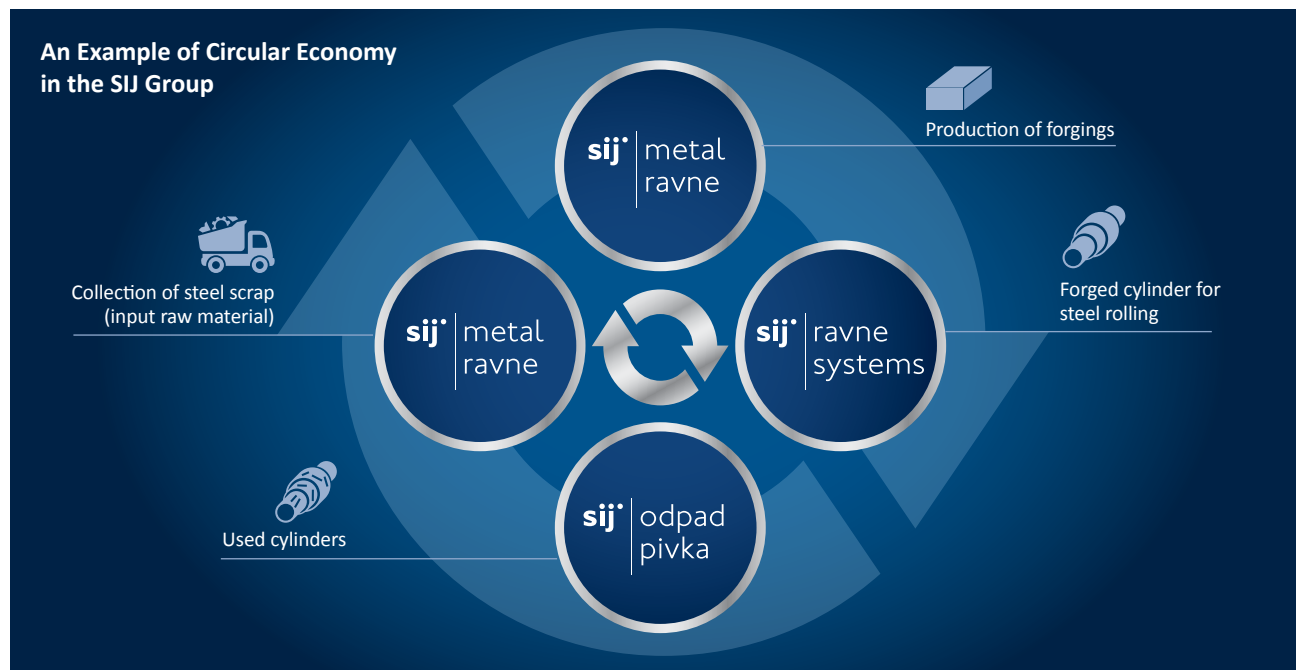 An Example of Circular Economy
in the SIJ Group
sij metal
ravne
Production of forgings
Collection of steel scrap
(input raw material)
sij metal
ravne
sij ravne
systems
Forged cylinder for
steel rolling
Used cylinders
sij odpad
pivka